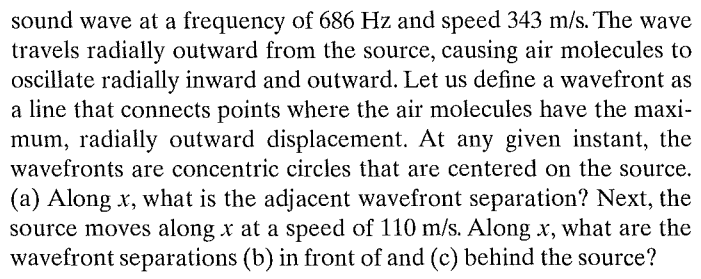 sound wave at a frequency of 686 Hz and speed 343 m/s. The wave
travels radially outward from the source, causing air molecules to
oscillate radially inward and outward. Let us define a wavefront as
a line that connects points where the air molecules have the maxi-
mum, radially outward displacement. At any given instant, the
wavefronts are concentric circles that are centered on the source.
(a) Along x, what is the adjacent wavefront separation? Next, the
source moves along x at a speed of 110 m/s. Along x, what are the
wavefront separations (b) in front of and (c) behind the source?